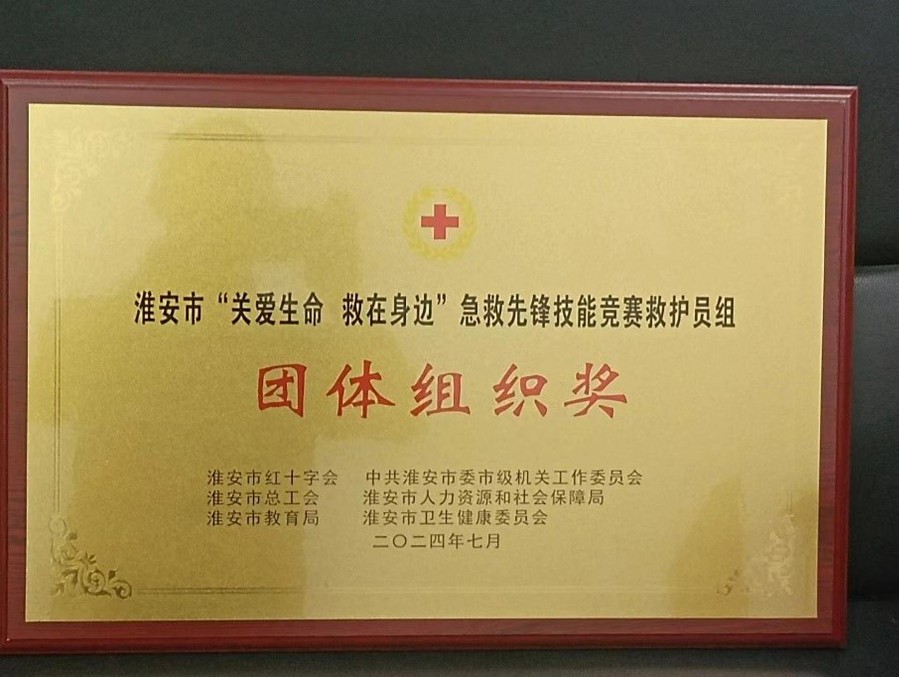 淮安市“关爱生命 救在身边”急救先锋技能竞赛救护员组
团体组织奖
淮安市红十字会 中共淮安市委市级机关工作委员会
淮安市总工会 淮安市人力资源和社会保障局
淮安市教育局 淮安市卫生健康委员会
二〇二四年七月